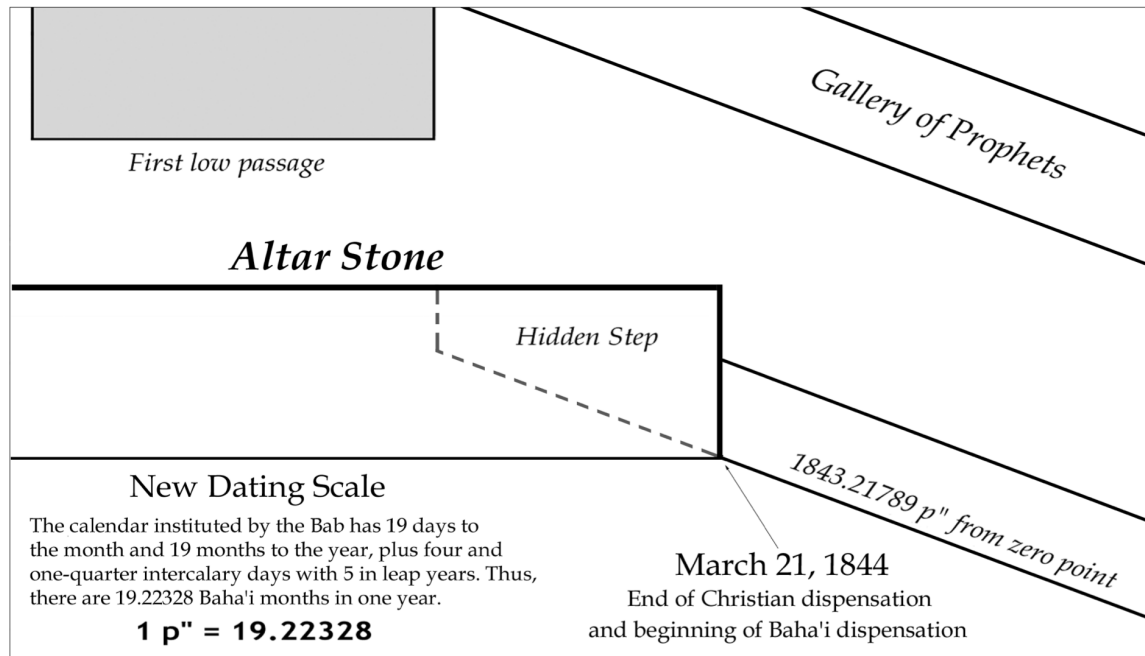 Gallery of Prophets
First low passage
Altar Stone
Hidden Step
1843.21789 p" from zero point
New Dating Scale
The calendar instituted by the Bab has 19 days to
the month and 19 months to the year, plus four and
one-quarter intercalary days with 5 in leap years. Thus,
there are 19.22328 Baha'i months in one year.
1 p" = 19.22328
March 21, 1844
End of Christian dispensation
and beginning of Baha'i dispensation